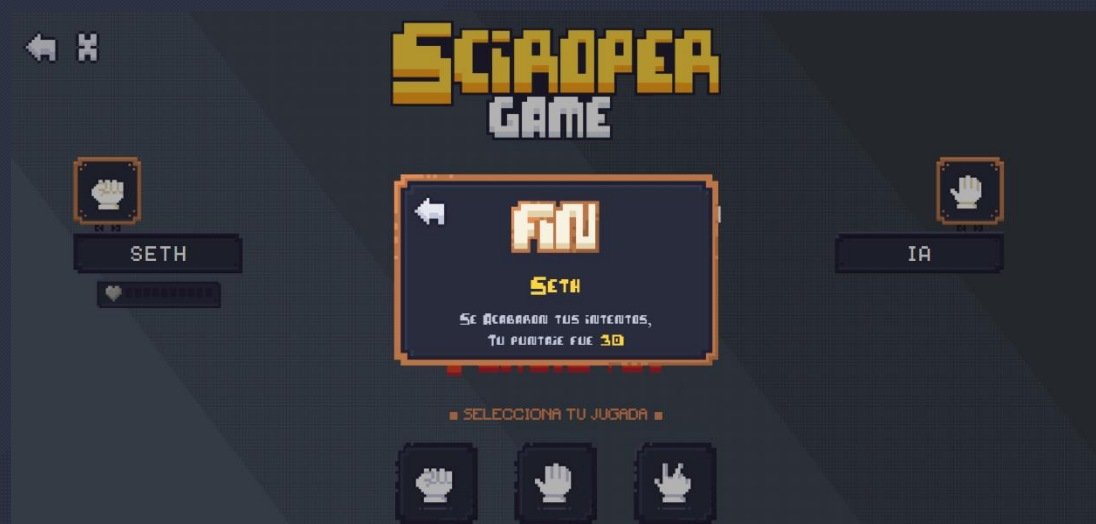 SCIROPER
GAME
SETH
IA
FIN
SETH
SE ACABARON TUS INTENTOS,
TU PUNTAJE FUE 30
SELECCIONA TU JUGADA